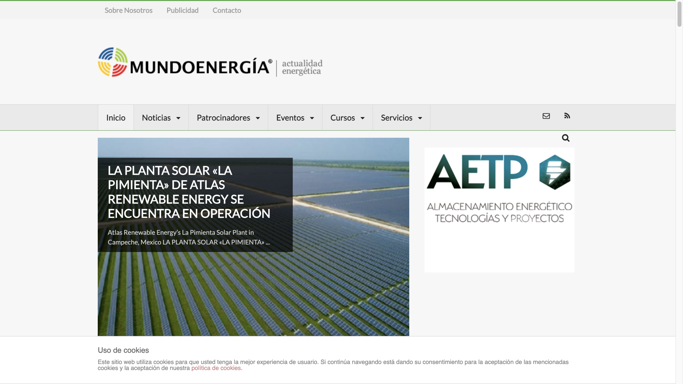 Sobre Nosotros Publicidad Contacto
MUNDOENERGÍA® actualidad energética
Inicio Noticias Patrocinadores Eventos Cursos Servicios
LA PLANTA SOLAR «LA
PIMIENTA» DE ATLAS
RENEWABLE ENERGY SE
ENCUENTRA EN OPERACIÓN
Atlas Renewable Energy's La Pimienta Solar Plant in
Campeche, Mexico LA PLANTA SOLAR «LA PIMIENTA» ...
AETP
ALMACENAMIENTO ENERGÉTICO
TECNOLOGÍAS Y PROYECTOS
Uso de cookies
Este sitio web utiliza cookies para que usted tenga la mejor experiencia de usuario. Si continúa navegando está dando su consentimiento para la aceptación de las mencionadas
cookies y la aceptación de nuestra política de cookies.